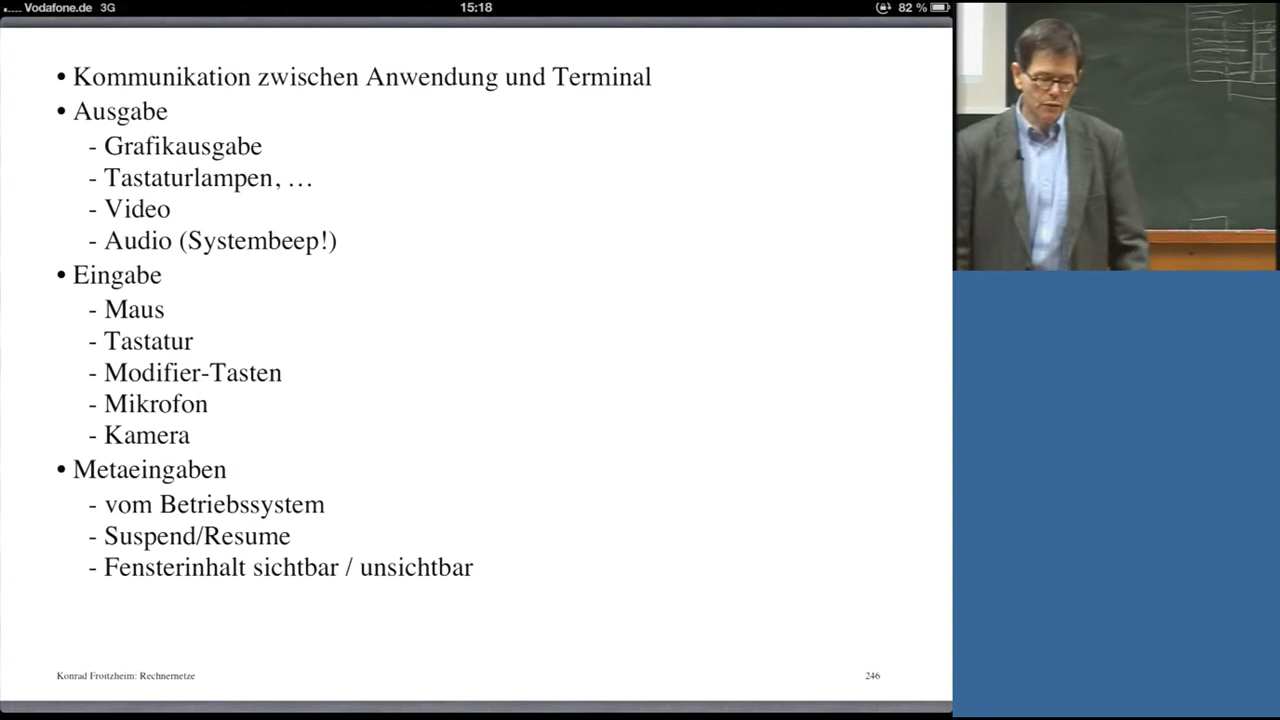 Vodafone.de 3G 15:18 82 %
• Kommunikation zwischen Anwendung und Terminal
• Ausgabe
- Grafikausgabe
- Tastaturlampen, …
- Video
- Audio (Systembeep!)
• Eingabe
- Maus
- Tastatur
- Modifier-Tasten
- Mikrofon
- Kamera
• Metaeingaben
- vom Betriebssystem
- Suspend/Resume
- Fensterinhalt sichtbar / unsichtbar
Konrad Froitzheim: Rechnernetze 246